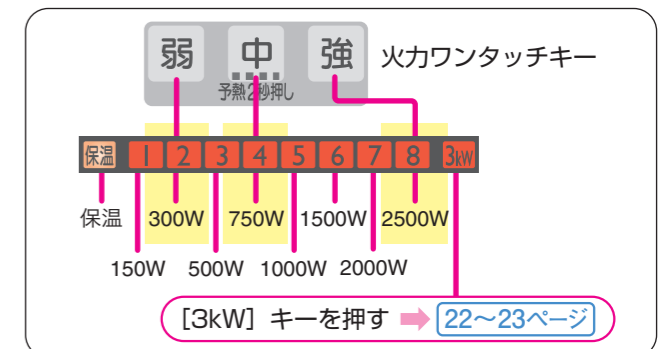 弱 中 強 火力ワンタッチキー
予熱2秒押し
保温 1 2 3 4 5 6 7 8 3kW
保温 300W 750W 1500W 2500W
150W 500W 1000W 2000W
[3kW] キーを押す ➡ 22〜23ページ